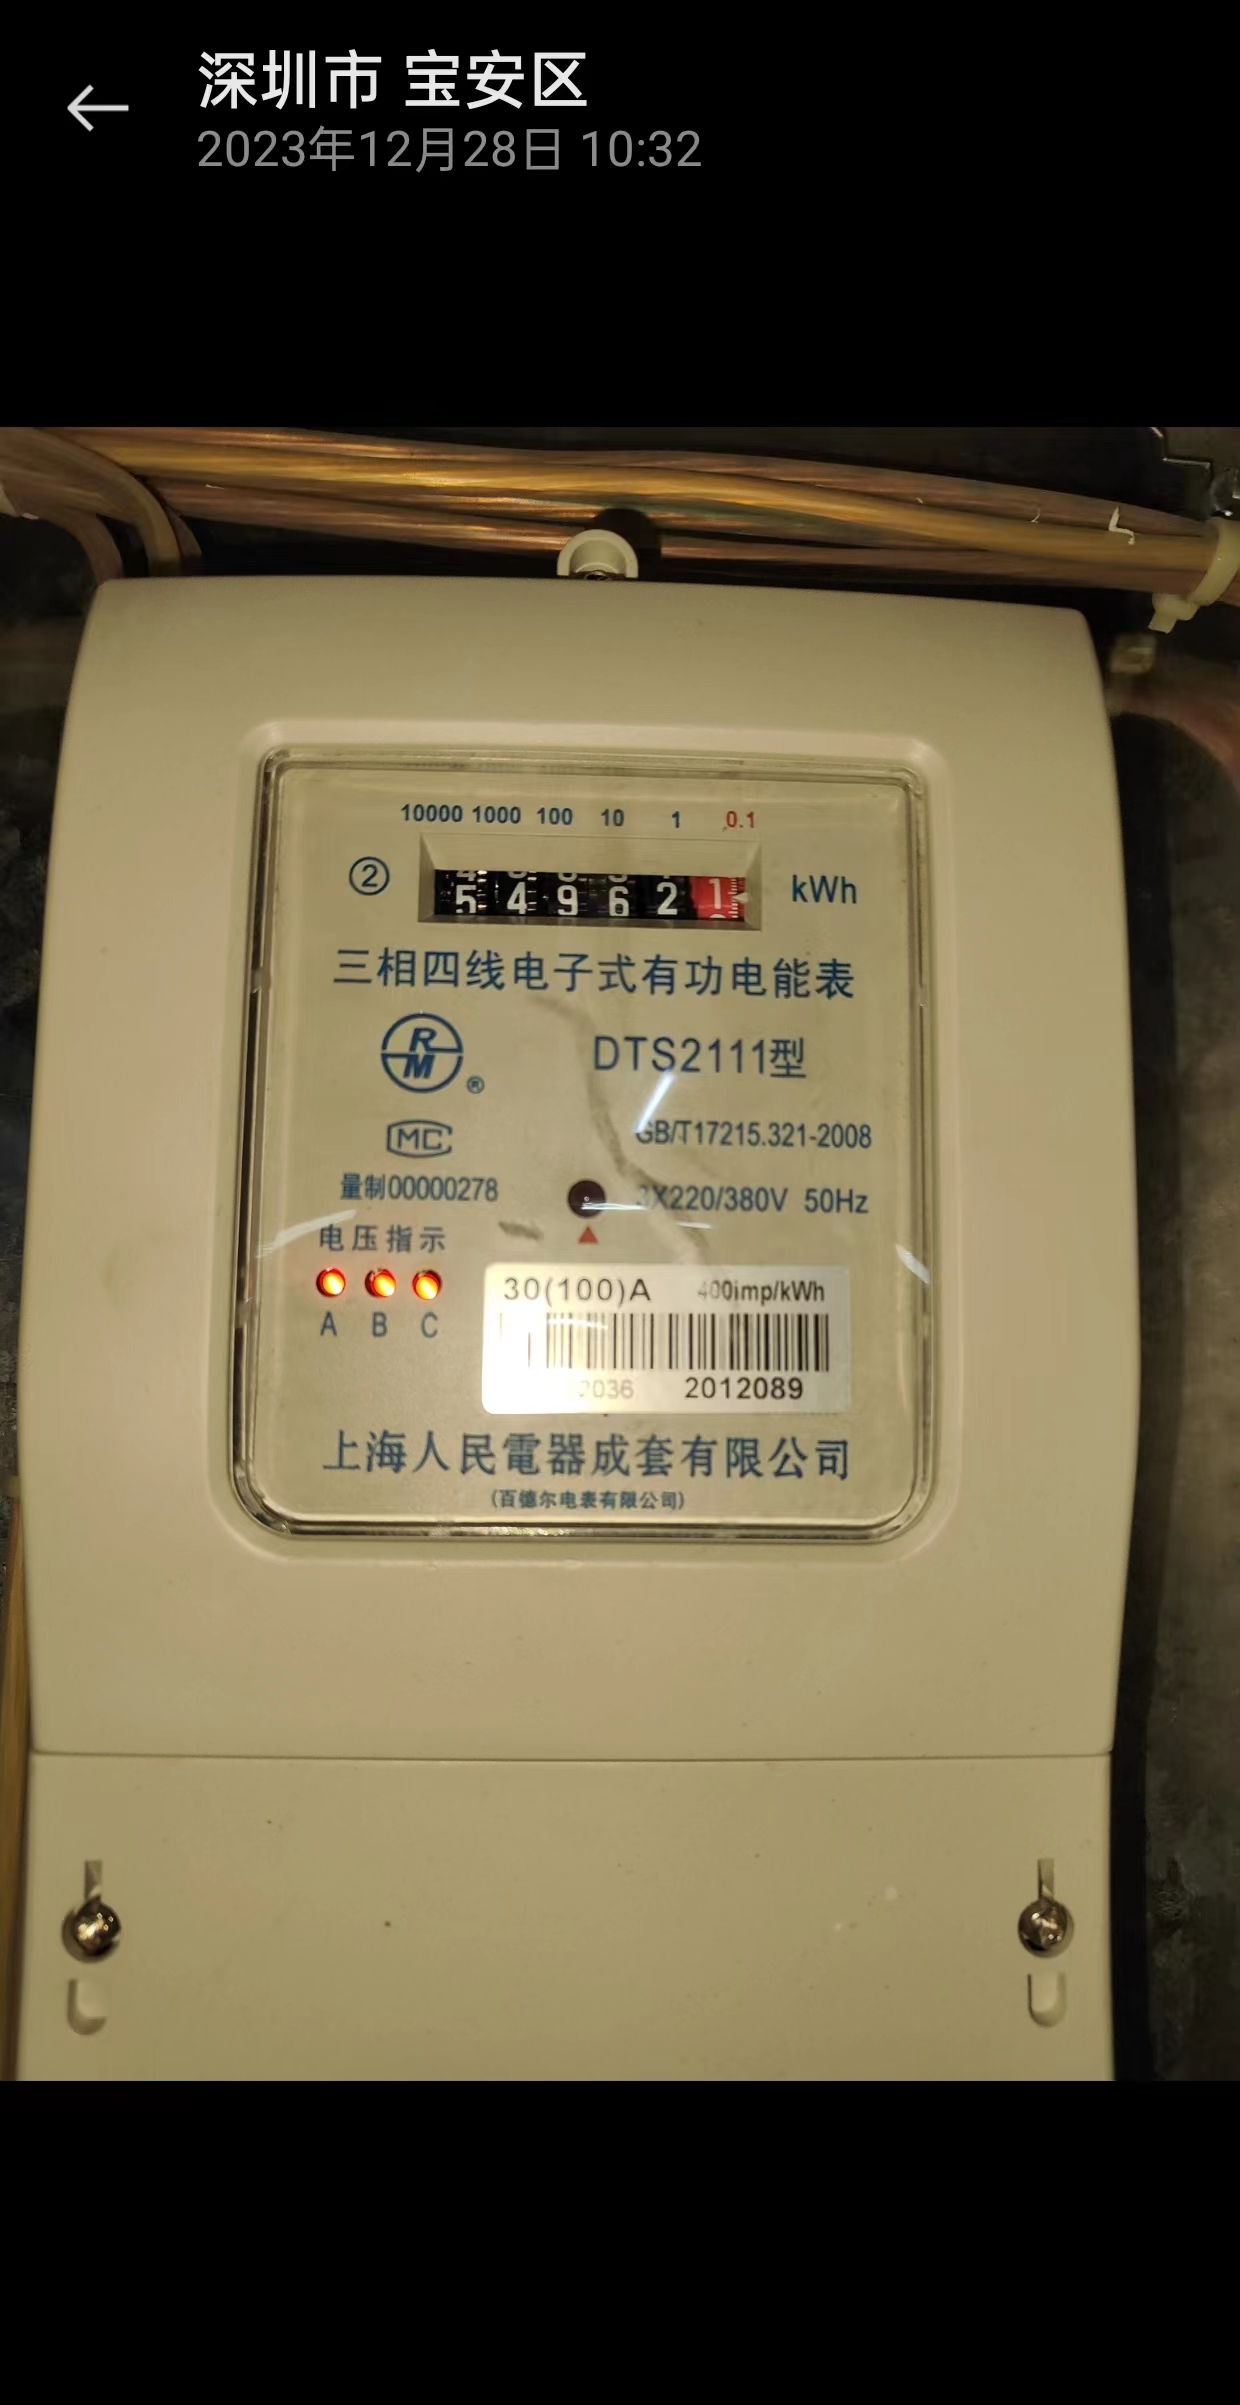 深圳市 宝安区
2023年12月28日 10:32
10000 1000 100 10 1 0.1
② 5 4 9 6 2 1 kWh
三相四线电子式有功电能表
RM ® DTS2111型
MC GB/T17215.321-2008
量制00000278 3X220/380V 50Hz
电压指示
30(100)A 400imp/kWh
A B C
2036 2012089
上海人民電器成套有限公司
(百德尔电表有限公司)